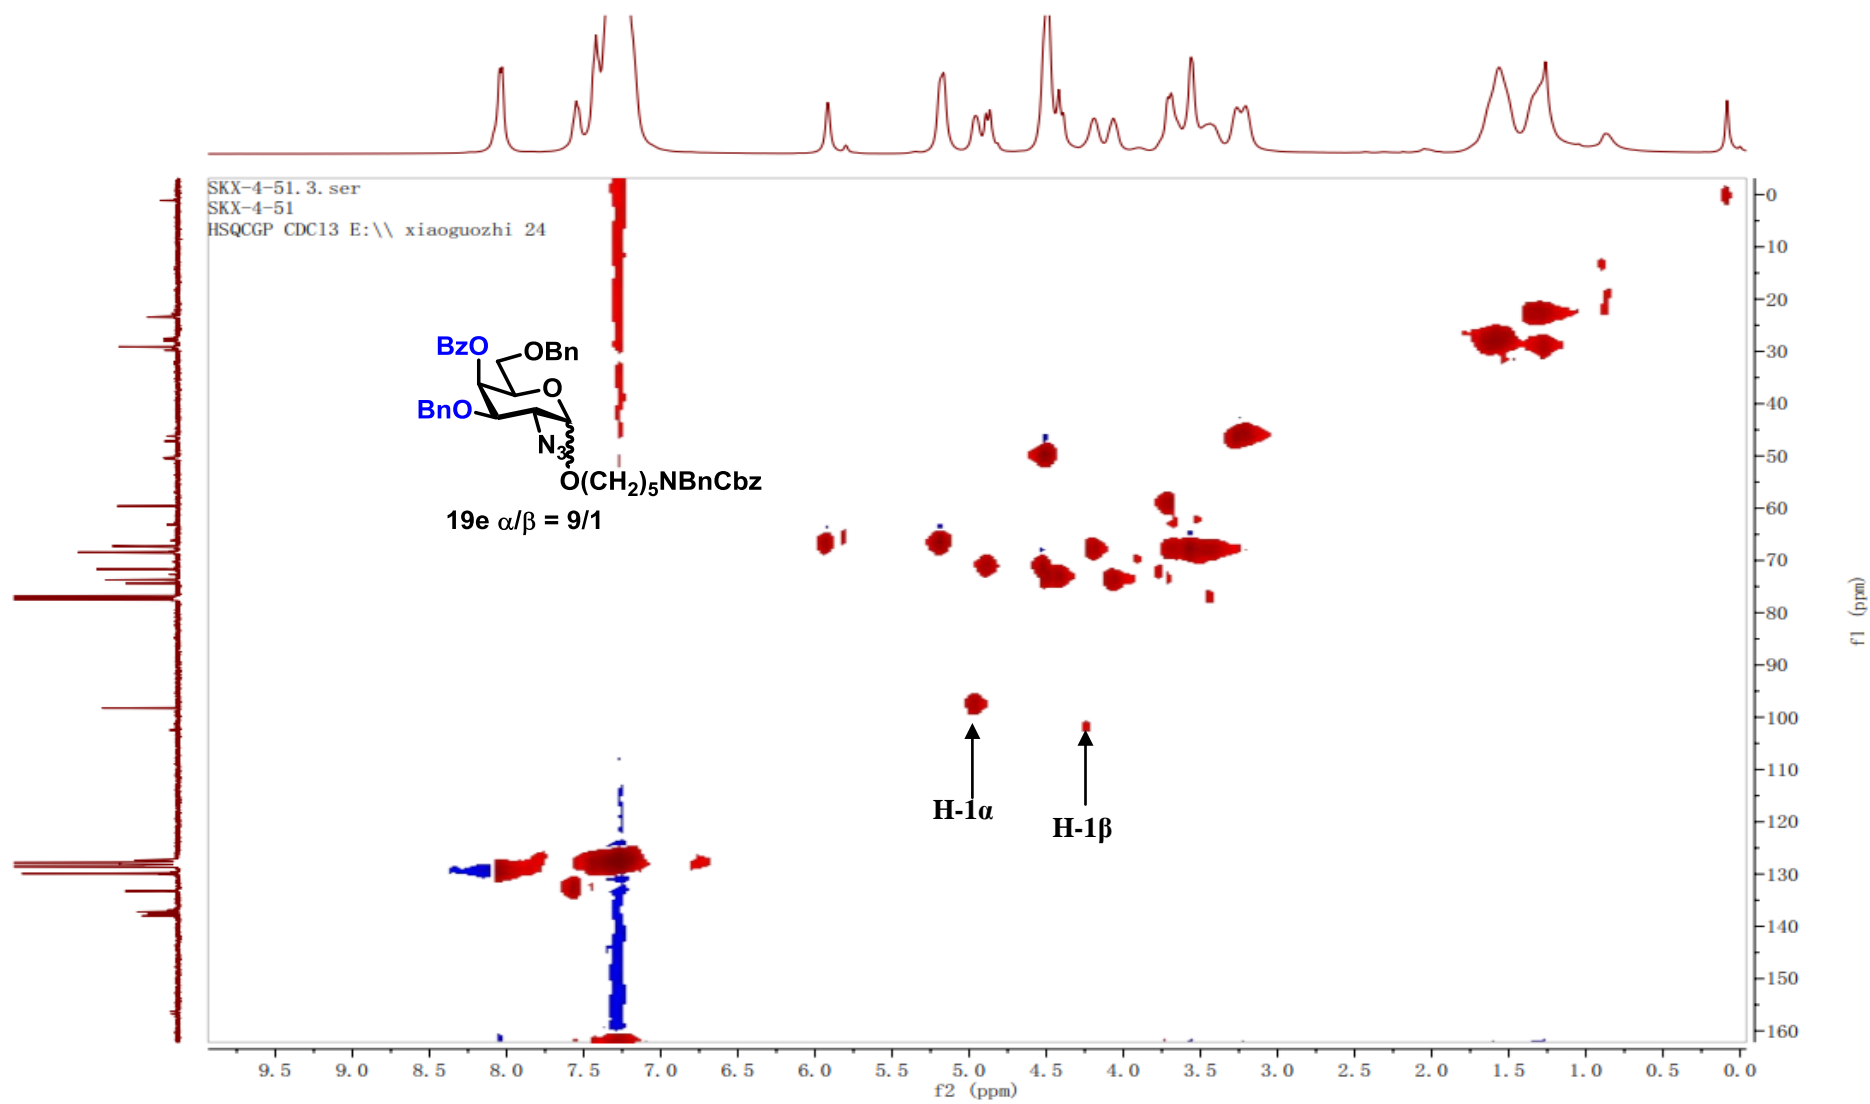 SKX-4-51.3.ser
SKX-4-51
HSQCGP CDCl3 E:\\ xiaoguozhi 24
BzO
OBn
O
BnO
N3
O(CH2)5NBnCbz
19e α/β = 9/1
H-1α
H-1β
0
10
20
30
40
50
60
70
80
90
100
110
120
130
140
150
160
f1 (ppm)
9.5 9.0 8.5 8.0 7.5 7.0 6.5 6.0 5.5 5.0 4.5 4.0 3.5 3.0 2.5 2.0 1.5 1.0 0.5 0.0
f2 (ppm)